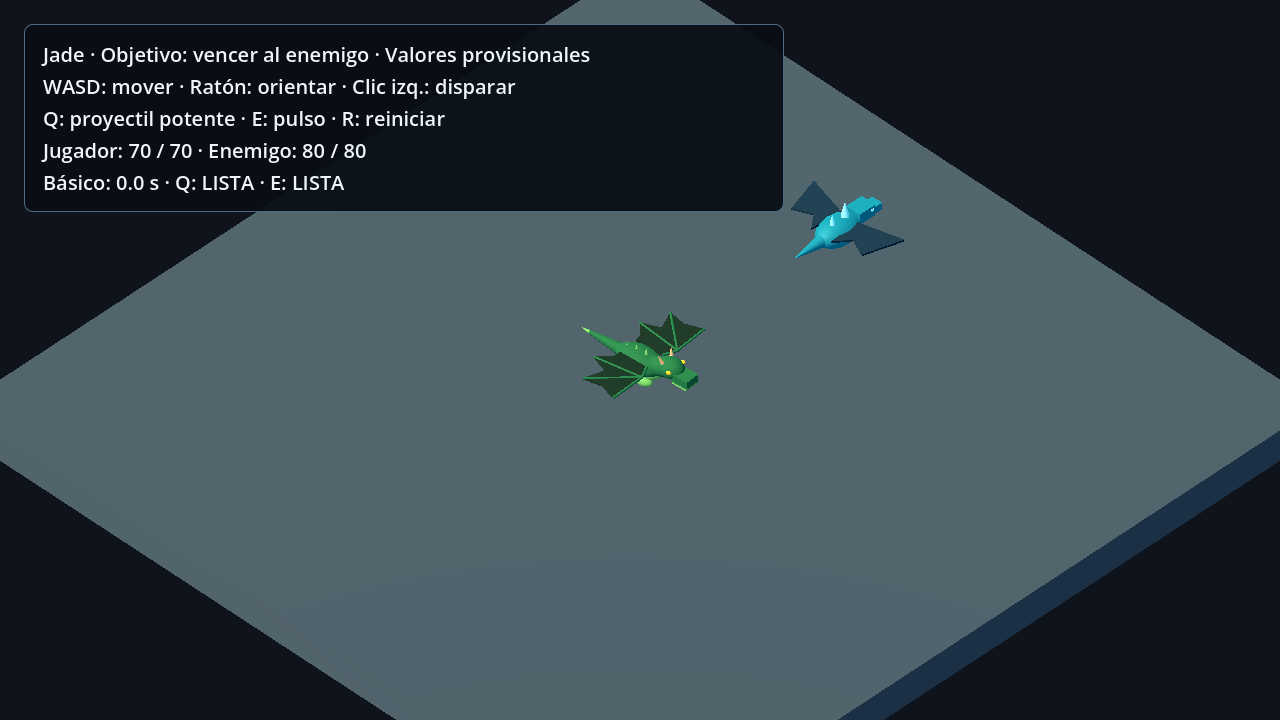 Jade · Objetivo: vencer al enemigo · Valores provisionales
WASD: mover · Ratón: orientar · Clic izq.: disparar
Q: proyectil potente · E: pulso · R: reiniciar
Jugador: 70 / 70 · Enemigo: 80 / 80
Básico: 0.0 s · Q: LISTA · E: LISTA